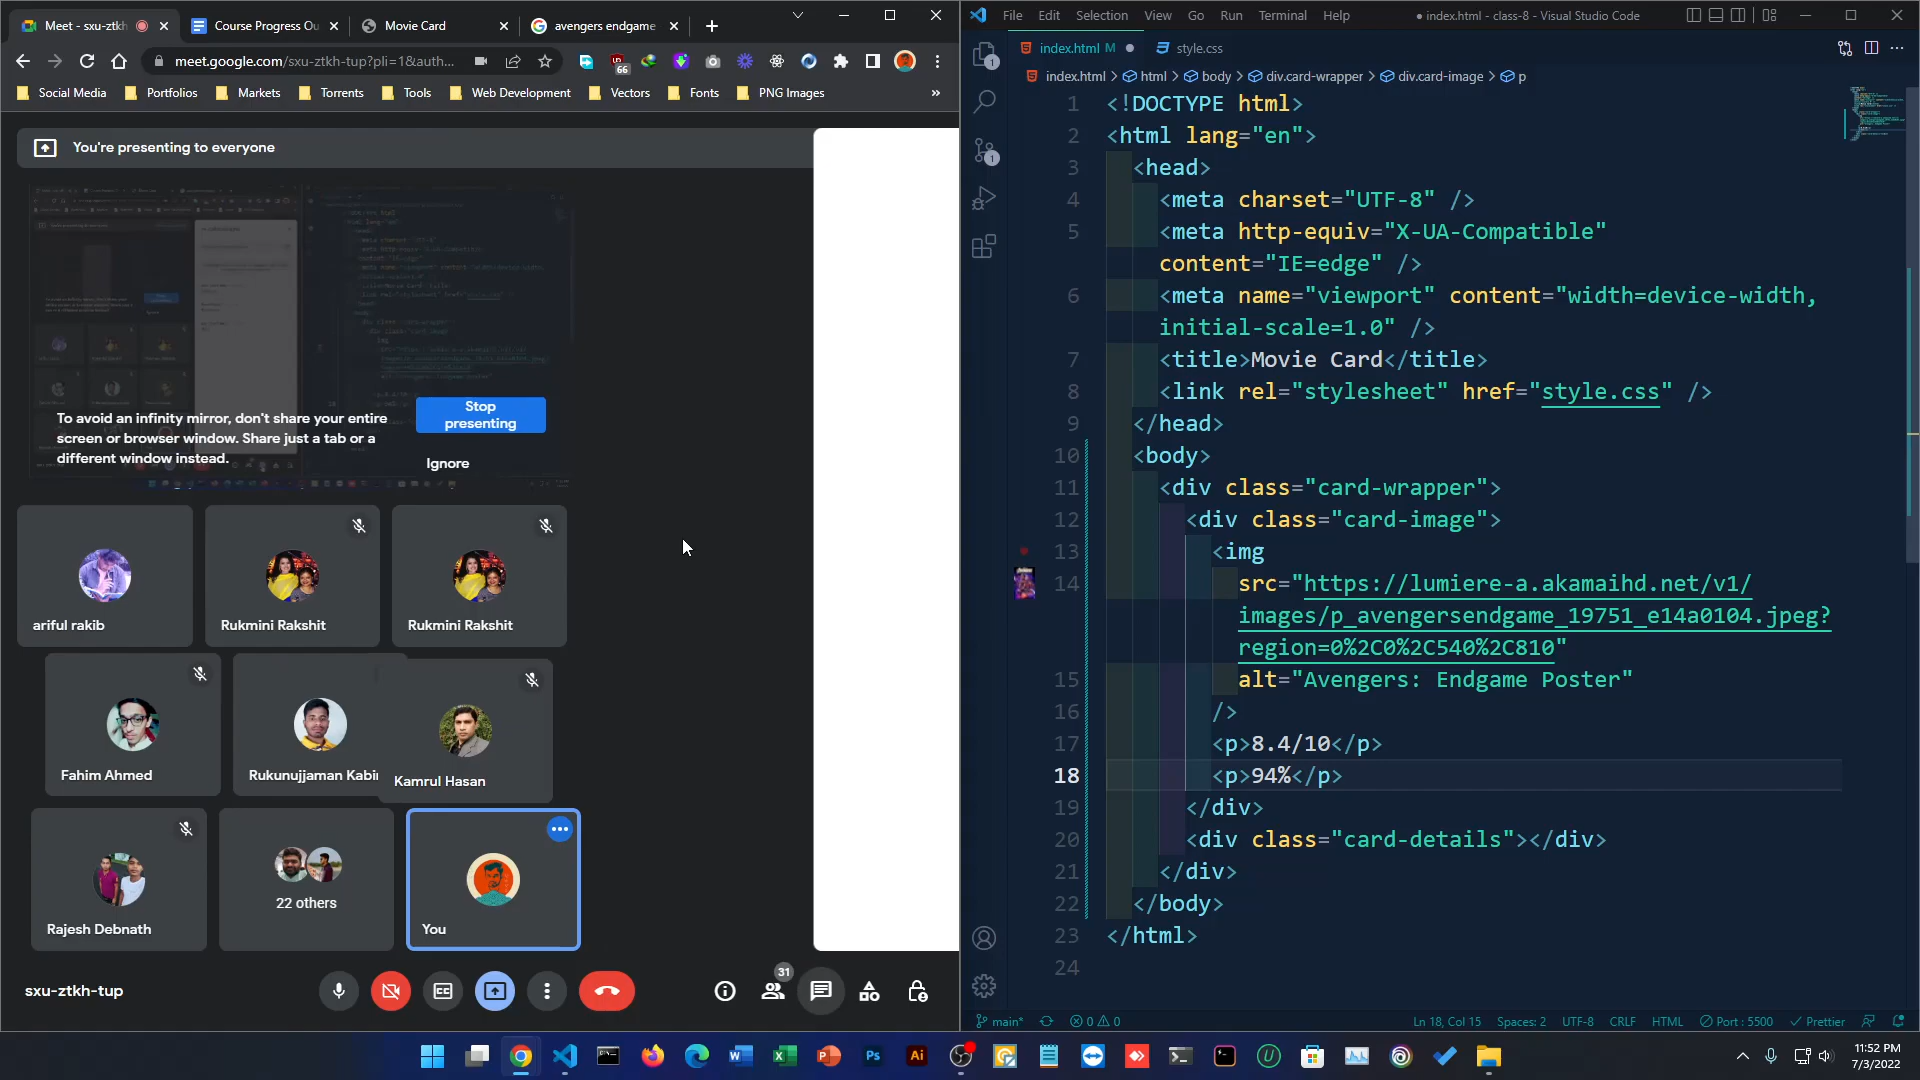 Meet - sxu-ztkh
Course Progress Ou
Movie Card
avengers endgame
meet.google.com/sxu-ztkh-tup?pli=1&auth...
66
Social Media
Portfolios
Markets
Torrents
Tools
Web Development
Vectors
Fonts
PNG Images
»
You're presenting to everyone
To avoid an infinity mirror, don't share your entire
screen or browser window. Share just a tab or a
different window instead.
Stop
presenting
Ignore
ariful rakib
Rukmini Rakshit
Rukmini Rakshit
Fahim Ahmed
Rukunujjaman Kabir
Kamrul Hasan
Rajesh Debnath
22 others
You
sxu-ztkh-tup
31
File Edit Selection View Go Run Terminal Help
● index.html - class-8 - Visual Studio Code
index.html M ●
style.css
index.html > html > body > div.card-wrapper > div.card-image > p
1 <!DOCTYPE html>
2 <html lang="en">
3 <head>
4 <meta charset="UTF-8" />
5 <meta http-equiv="X-UA-Compatible"
content="IE=edge" />
6 <meta name="viewport" content="width=device-width,
initial-scale=1.0" />
7 <title>Movie Card</title>
8 <link rel="stylesheet" href="style.css" />
9 </head>
10 <body>
11 <div class="card-wrapper">
12 <div class="card-image">
13 <img
14 src="https://lumiere-a.akamaihd.net/v1/
images/p_avengersendgame_19751_e14a0104.jpeg?
region=0%2C0%2C540%2C810"
15 alt="Avengers: Endgame Poster"
16 />
17 <p>8.4/10</p>
18 <p>94%</p>
19 </div>
20 <div class="card-details"></div>
21 </div>
22 </body>
23 </html>
24
1
1
main*
0
0
Ln 18, Col 15
Spaces: 2
UTF-8
CRLF
HTML
Port : 5500
Prettier
11:52 PM
7/3/2022